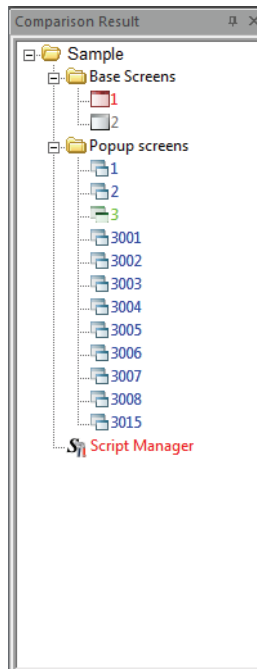 Comparison Result
Sample
Base Screens
1
2
Popup screens
1
2
3
3001
3002
3003
3004
3005
3006
3007
3008
3015
Script Manager